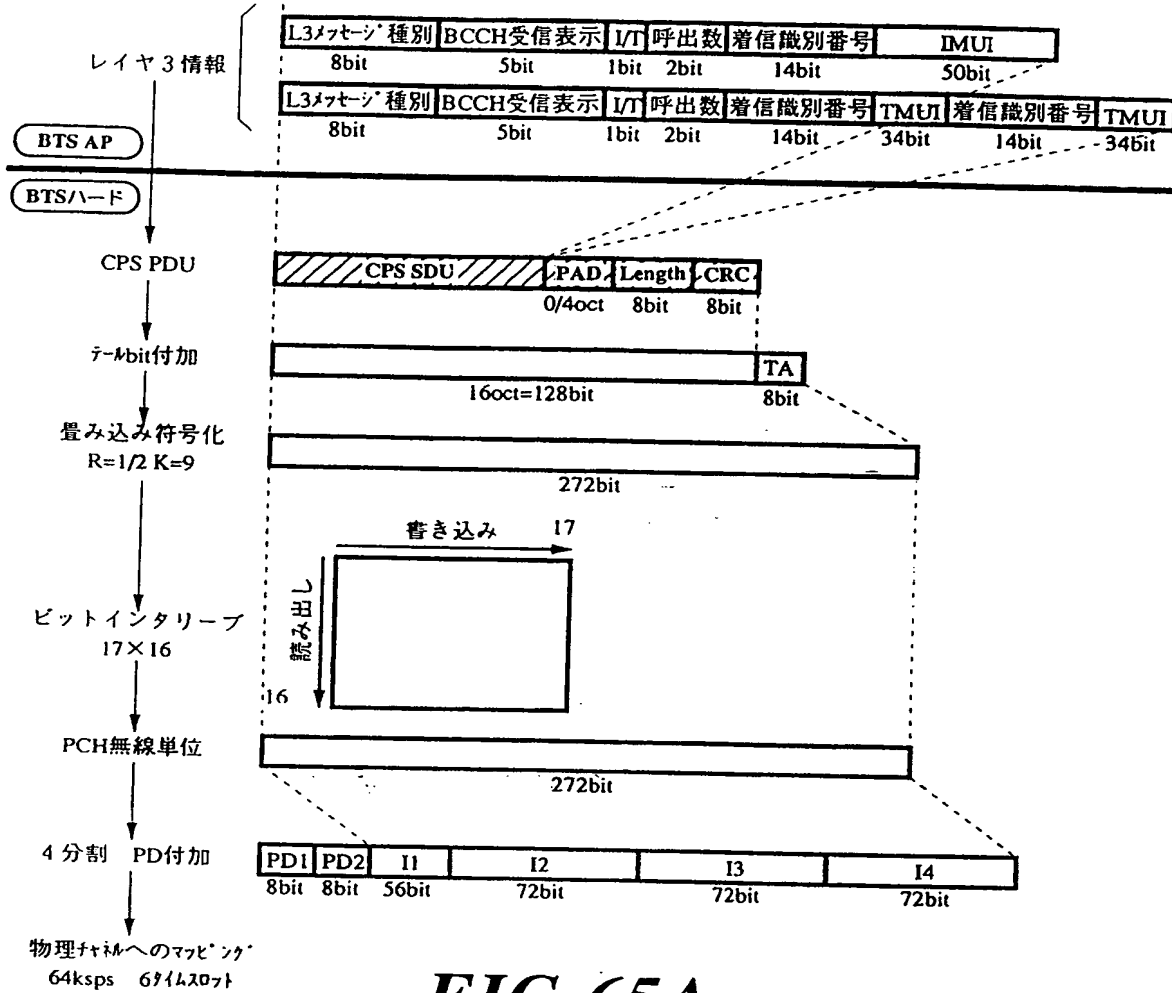 L3メッセージ種別 BCCH受信表示 I/T 呼出数 着信識別番号 IMUI
8bit 5bit 1bit 2bit 14bit 50bit
レイヤ3情報
L3メッセージ種別 BCCH受信表示 I/T 呼出数 着信識別番号 TMUI 着信識別番号 TMUI
8bit 5bit 1bit 2bit 14bit 34bit 14bit 34bit
BTS AP
BTSハード
CPS PDU
CPS SDU PAD Length CRC
0/4oct 8bit 8bit
テールbit付加
TA
16oct=128bit 8bit
畳み込み符号化
R=1/2 K=9
272bit
書き込み 17
読み出し
16
ビットインタリーブ
17×16
PCH無線単位
272bit
4分割 PD付加
PD1 PD2 I1 I2 I3 I4
8bit 8bit 56bit 72bit 72bit 72bit
物理チャネルへのマッピング
64ksps 6タイムスロット
FIG.65A